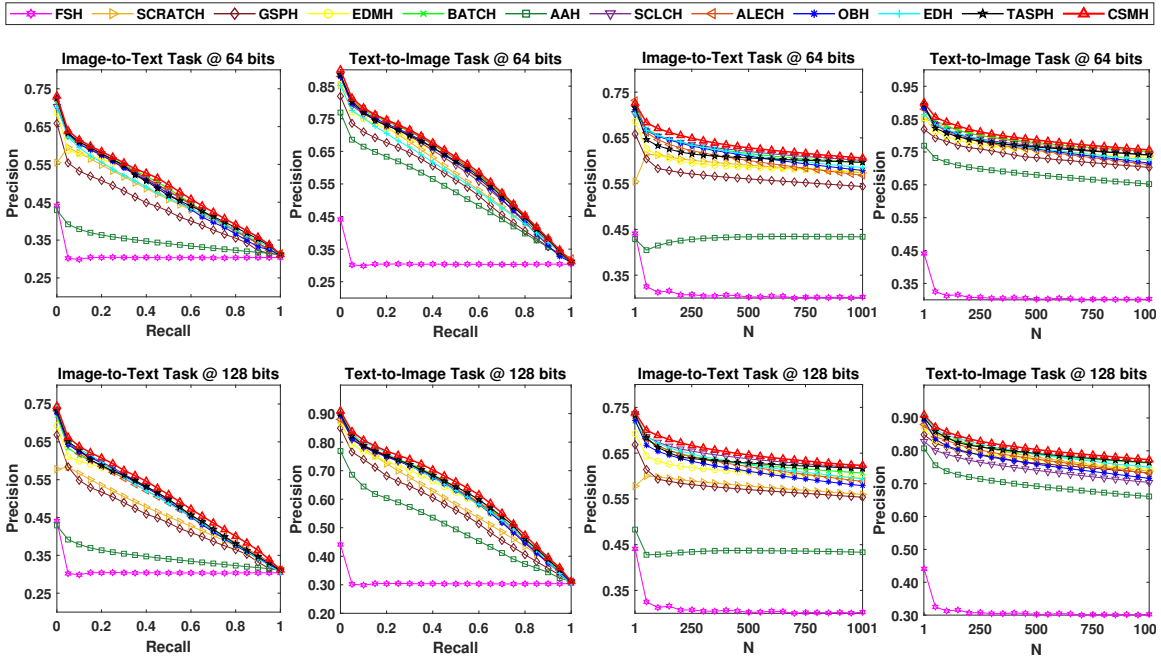 FSH SCRATCH GSPH EDMH BATCH AAH SCLCH ALECH OBH EDH TASPH CSMH
Image-to-Text Task @ 64 bits
Precision
0.75
0.65
0.55
0.45
0.35
0.25
0 0.2 0.4 0.6 0.8 1
Recall
Text-to-Image Task @ 64 bits
Precision
0.85
0.75
0.65
0.55
0.45
0.35
0.25
0 0.2 0.4 0.6 0.8 1
Recall
Image-to-Text Task @ 64 bits
Precision
0.75
0.65
0.55
0.45
0.35
1 250 500 750 1001
N
Text-to-Image Task @ 64 bits
Precision
0.95
0.85
0.75
0.65
0.55
0.45
0.35
1 250 500 750 1001
N
Image-to-Text Task @ 128 bits
Precision
0.75
0.65
0.55
0.45
0.35
0.25
0 0.2 0.4 0.6 0.8 1
Recall
Text-to-Image Task @ 128 bits
Precision
0.90
0.80
0.70
0.60
0.50
0.40
0.30
0.20
0 0.2 0.4 0.6 0.8 1
Recall
Image-to-Text Task @ 128 bits
Precision
0.75
0.65
0.55
0.45
0.35
1 250 500 750 1001
N
Text-to-Image Task @ 128 bits
Precision
0.90
0.80
0.70
0.60
0.50
0.40
0.30
1 250 500 750 1001
N